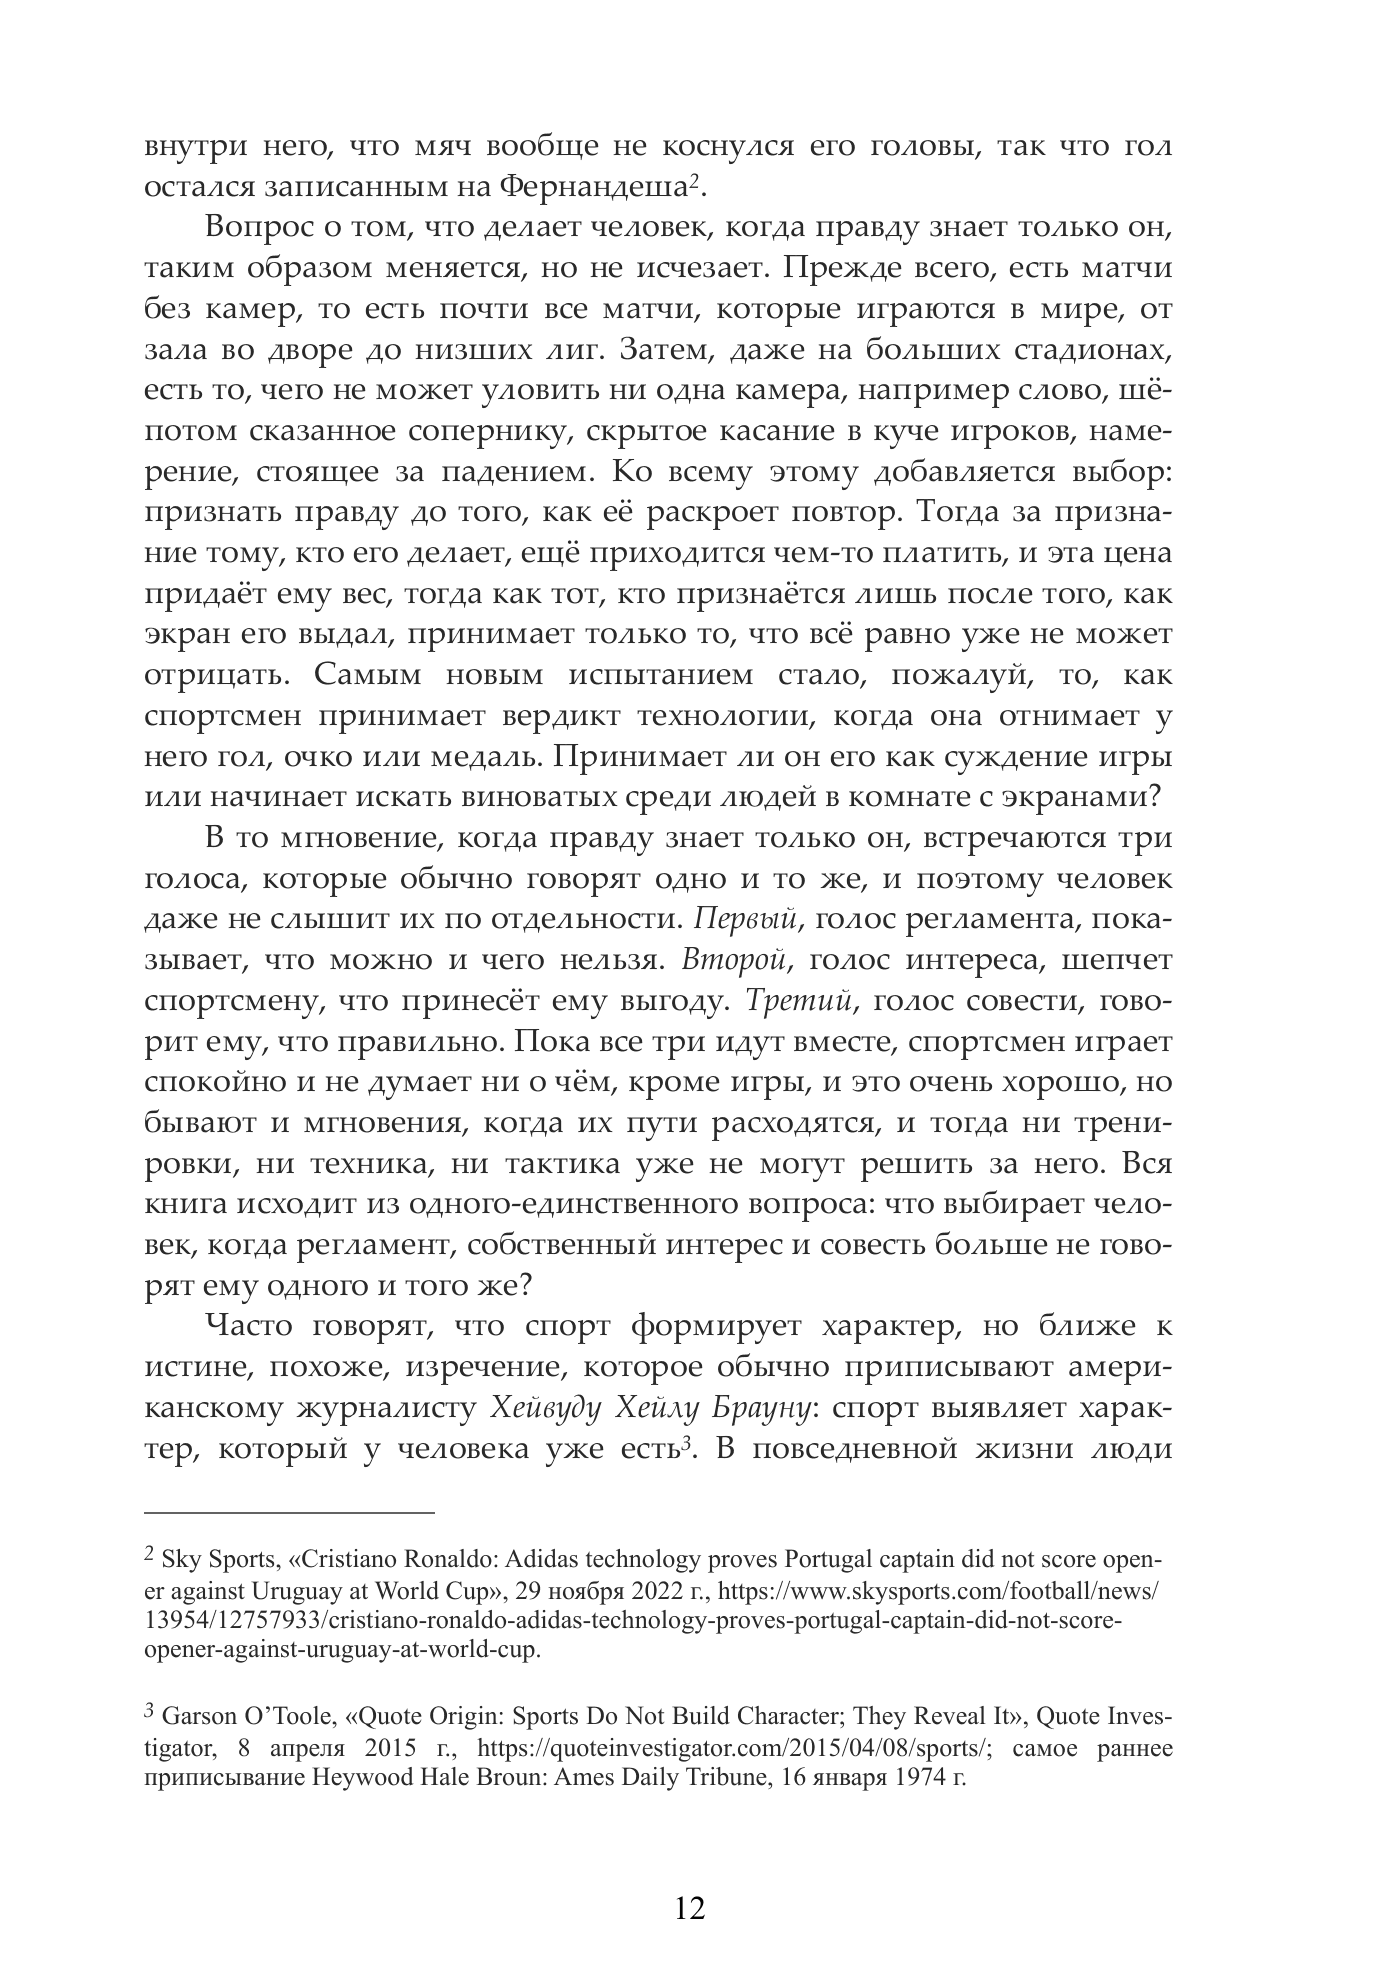 внутри него, что мяч вообще не коснулся его головы, так что гол
остался записанным на Фернандеша².
Вопрос о том, что делает человек, когда правду знает только он,
таким образом меняется, но не исчезает. Прежде всего, есть матчи
без камер, то есть почти все матчи, которые играются в мире, от
зала во дворе до низших лиг. Затем, даже на больших стадионах,
есть то, чего не может уловить ни одна камера, например слово, шё-
потом сказанное сопернику, скрытое касание в куче игроков, наме-
рение, стоящее за падением. Ко всему этому добавляется выбор:
признать правду до того, как её раскроет повтор. Тогда за призна-
ние тому, кто его делает, ещё приходится чем-то платить, и эта цена
придаёт ему вес, тогда как тот, кто признаётся лишь после того, как
экран его выдал, принимает только то, что всё равно уже не может
отрицать. Самым новым испытанием стало, пожалуй, то, как
спортсмен принимает вердикт технологии, когда она отнимает у
него гол, очко или медаль. Принимает ли он его как суждение игры
или начинает искать виноватых среди людей в комнате с экранами?
В то мгновение, когда правду знает только он, встречаются три
голоса, которые обычно говорят одно и то же, и поэтому человек
даже не слышит их по отдельности. Первый, голос регламента, пока-
зывает, что можно и чего нельзя. Второй, голос интереса, шепчет
спортсмену, что принесёт ему выгоду. Третий, голос совести, гово-
рит ему, что правильно. Пока все три идут вместе, спортсмен играет
спокойно и не думает ни о чём, кроме игры, и это очень хорошо, но
бывают и мгновения, когда их пути расходятся, и тогда ни трени-
ровки, ни техника, ни тактика уже не могут решить за него. Вся
книга исходит из одного-единственного вопроса: что выбирает чело-
век, когда регламент, собственный интерес и совесть больше не гово-
рят ему одного и того же?
Часто говорят, что спорт формирует характер, но ближе к
истине, похоже, изречение, которое обычно приписывают амери-
канскому журналисту Хейвуду Хейлу Брауну: спорт выявляет харак-
тер, который у человека уже есть³. В повседневной жизни люди
² Sky Sports, «Cristiano Ronaldo: Adidas technology proves Portugal captain did not score open-
er against Uruguay at World Cup», 29 ноября 2022 г., https://www.skysports.com/football/news/
13954/12757933/cristiano-ronaldo-adidas-technology-proves-portugal-captain-did-not-score-
opener-against-uruguay-at-world-cup.
³ Garson O’Toole, «Quote Origin: Sports Do Not Build Character; They Reveal It», Quote Inves-
tigator, 8 апреля 2015 г., https://quoteinvestigator.com/2015/04/08/sports/; самое раннее
приписывание Heywood Hale Broun: Ames Daily Tribune, 16 января 1974 г.
12